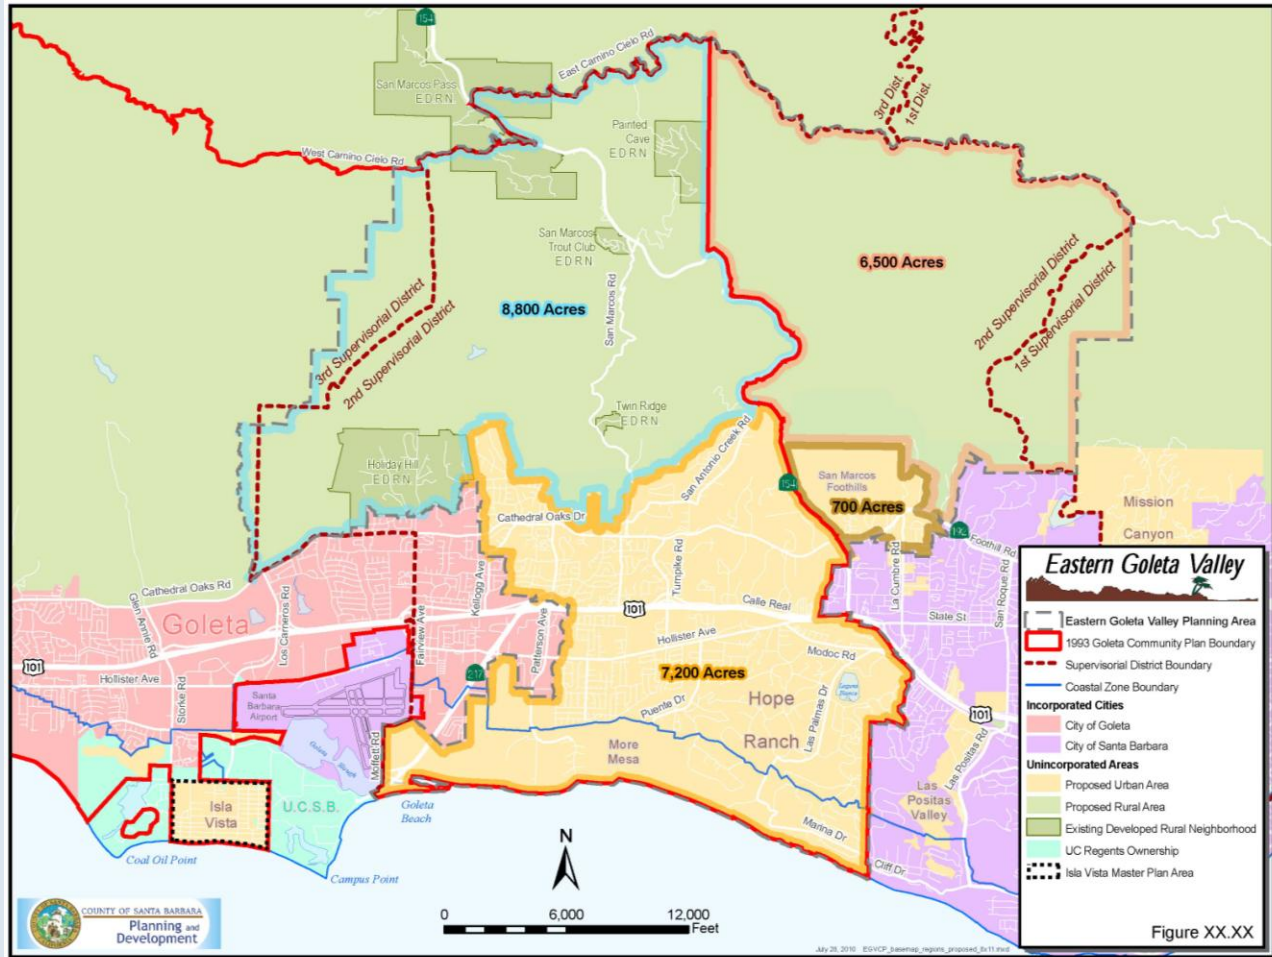 154
East Camino Cielo Rd
3rd Dist.
1st Dist.
San Marcos Pass
E D R N
Painted
Cave
E D R N
West Camino Cielo Rd
San Marcos
Trout Club
E D R N
San Marcos Rd
8,800 Acres
6,500 Acres
3rd Supervisorial District
2nd Supervisorial District
2nd Supervisorial District
1st Supervisorial District
Twin Ridge
E D R N
Holiday Hill
E D R N
San Antonio Creek Rd
154
San Marcos
Foothills
700 Acres
Mission
Canyon
192
Foothill Rd
Cathedral Oaks Dr
Cathedral Oaks Rd
Glen Annie Rd
Los Carneros Rd
Goleta
Fairview Ave
Kellogg Ave
Patterson Ave
Turnpike Rd
101
Calle Real
La Cumbre Rd
State St
San Roque Rd
Hollister Ave
Modoc Rd
101
Hollister Ave
Storke Rd
217
7,200 Acres
Santa
Barbara
Airport
Goleta Slough
Moffett Rd
Puente Dr
Hope
Ranch
Las Palmas Dr
Laguna
Blanca
101
Las Positas Rd
More
Mesa
Las
Positas
Valley
Isla
Vista
U.C.S.B.
Goleta
Beach
Marina Dr
Cliff Dr
Coal Oil Point
Campus Point
N
0 6,000 12,000
Feet
COUNTY OF SANTA BARBARA
Planning and
Development
July 28, 2010 EGVCP_basemap_regions_proposed_8x11.mxd
Eastern Goleta Valley
Eastern Goleta Valley Planning Area
1993 Goleta Community Plan Boundary
Supervisorial District Boundary
Coastal Zone Boundary
Incorporated Cities
City of Goleta
City of Santa Barbara
Unincorporated Areas
Proposed Urban Area
Proposed Rural Area
Existing Developed Rural Neighborhood
UC Regents Ownership
Isla Vista Master Plan Area
Figure XX.XX